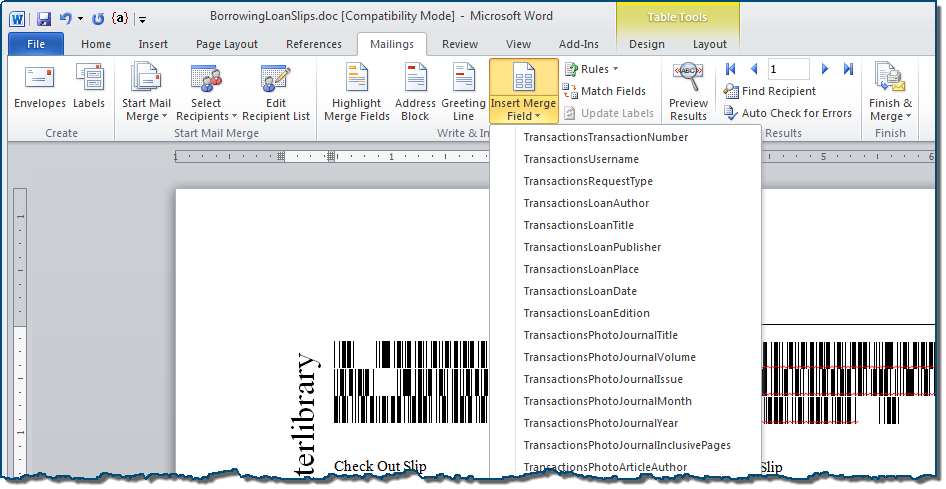 BorrowingLoanSlips.doc [Compatibility Mode] - Microsoft Word
Table Tools
File Home Insert Page Layout References Mailings Review View Add-Ins Design Layout
Envelopes
Labels
Create
Start Mail
Merge
Select
Recipients
Edit
Recipient List
Start Mail Merge
Highlight
Merge Fields
Address
Block
Greeting
Line
Insert Merge
Field
Rules
Match Fields
Update Labels
Write & In
<ABC>
Preview
Results
1
Find Recipient
Auto Check for Errors
Results
Finish &
Merge
Finish
1 1 5 6
TransactionsTransactionNumber
TransactionsUsername
TransactionsRequestType
TransactionsLoanAuthor
TransactionsLoanTitle
TransactionsLoanPublisher
TransactionsLoanPlace
TransactionsLoanDate
TransactionsLoanEdition
TransactionsPhotoJournalTitle
TransactionsPhotoJournalVolume
TransactionsPhotoJournalIssue
TransactionsPhotoJournalMonth
TransactionsPhotoJournalYear
TransactionsPhotoJournalInclusivePages
TransactionsPhotoArticleAuthor
terlibrary
Check Out Slip
Slip